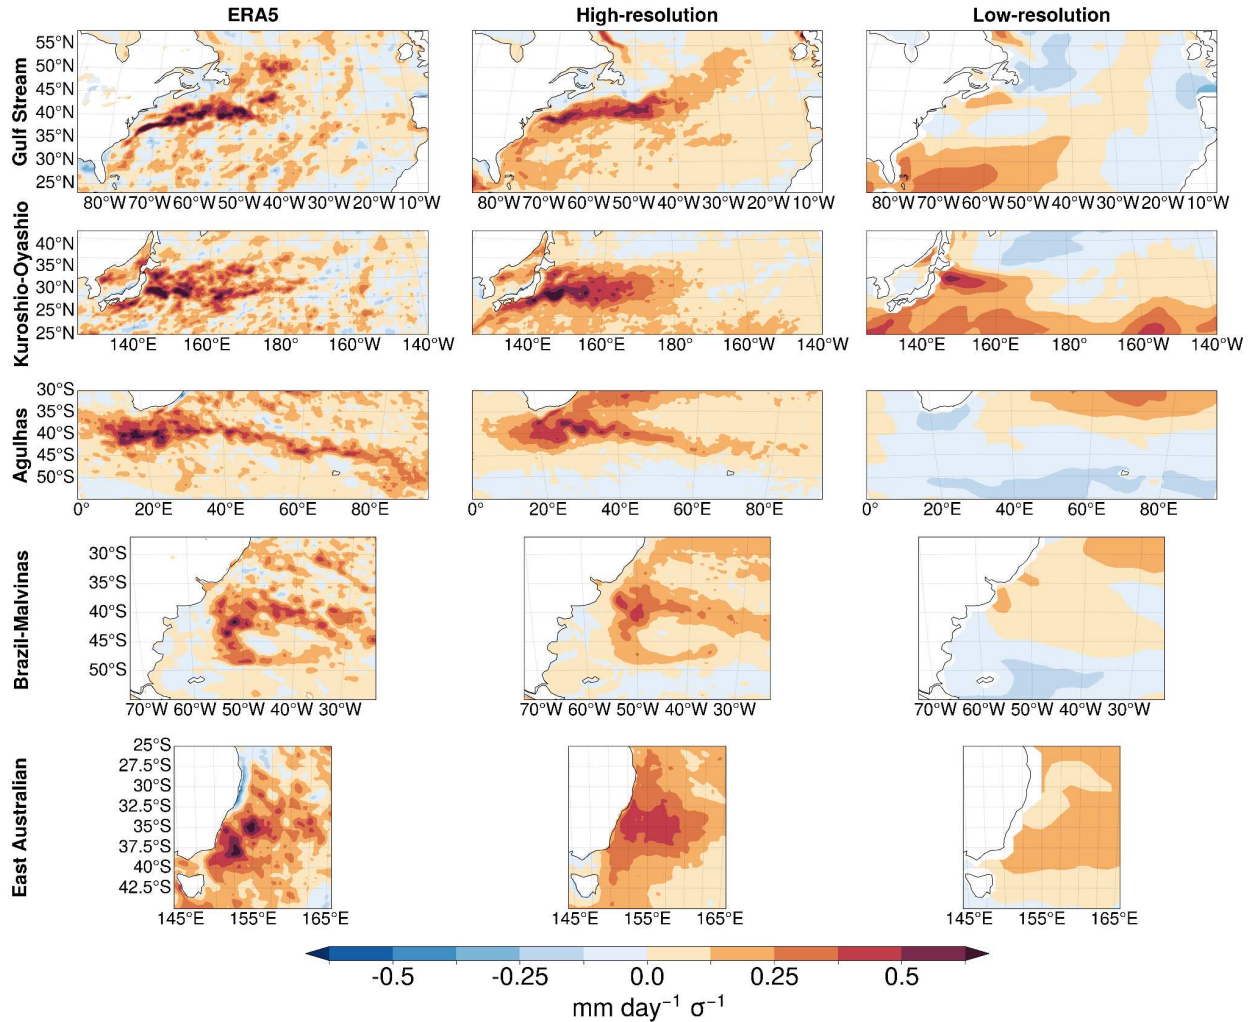 ERA5 High-resolution Low-resolution
Gulf Stream
55°N
50°N
45°N
40°N
35°N
30°N
25°N
80°W 70°W 60°W 50°W 40°W 30°W 20°W 10°W
80°W 70°W 60°W 50°W 40°W 30°W 20°W 10°W
80°W 70°W 60°W 50°W 40°W 30°W 20°W 10°W
Kuroshio-Oyashio
40°N
35°N
30°N
25°N
25°N
140°E 160°E 180° 160°W 140°W
140°E 160°E 180° 160°W 140°W
140°E 160°E 180° 160°W 140°W
Agulhas
30°S
35°S
40°S
50°S
0° 20°E 40°E 60°E 80°E
0° 20°E 40°E 60°E 80°E
0° 20°E 40°E 60°E 80°E
Brazil-Malvinas
30°S
35°S
40°S
45°S
50°S
70°W 60°W 50°W 40°W 30°W
70°W 60°W 50°W 40°W 30°W
70°W 60°W 50°W 40°W 30°W
East Australian
25°S
27.5°S
30°S
32.5°S
35°S
37.5°S
40°S
42.5°S
145°E 155°E 165°E
145°E 155°E 165°E
145°E 155°E 165°E
-0.5 -0.25 0.0 0.25 0.5
mm day⁻¹ σ⁻¹